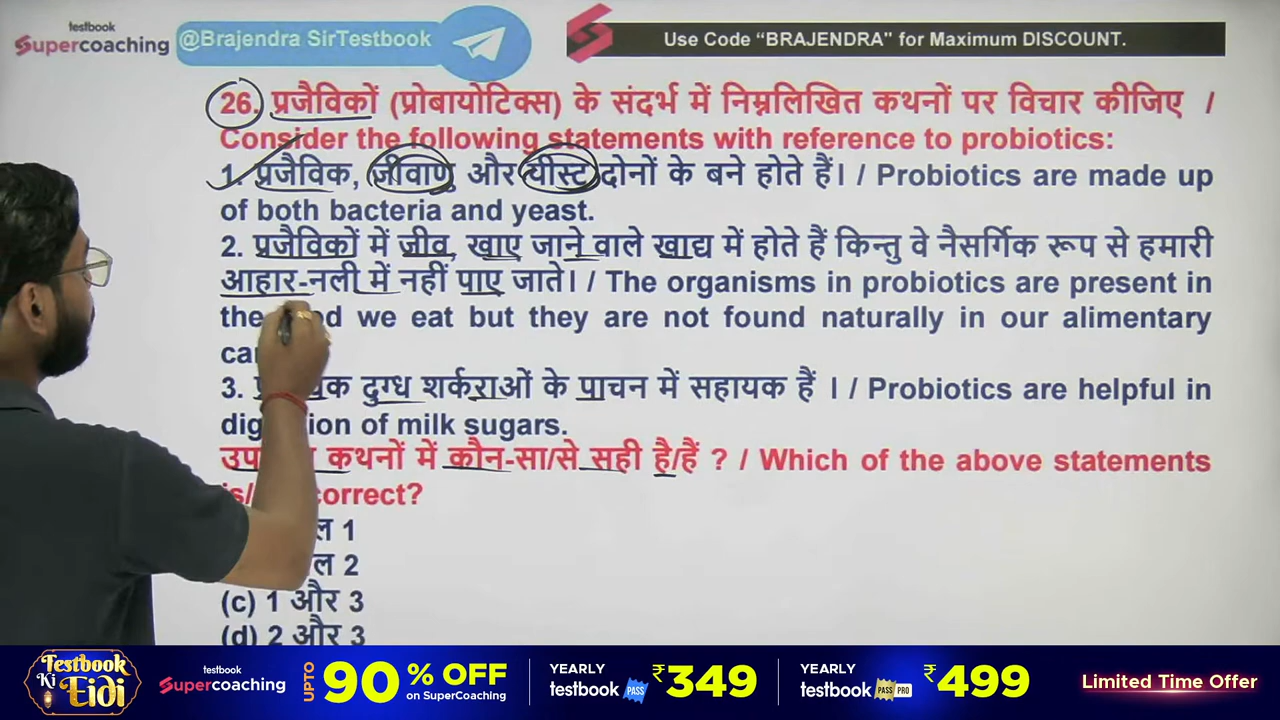 testbook
Supercoaching
@Brajendra SirTestbook
Use Code “BRAJENDRA" for Maximum DISCOUNT.
26. प्रजैविकों (प्रोबायोटिक्स) के संदर्भ में निम्नलिखित कथनों पर विचार कीजिए /
Consider the following statements with reference to probiotics:
1. प्रजैविक, जीवाणु और यीस्ट दोनों के बने होते हैं। / Probiotics are made up
of both bacteria and yeast.
2. प्रजैविकों में जीव, खाए जाने वाले खाद्य में होते हैं किन्तु वे नैसर्गिक रूप से हमारी
आहार-नली में नहीं पाए जाते। / The organisms in probiotics are present in
the we eat but they are not found naturally in our alimentary
3. दुग्ध शर्कराओं के पाचन में सहायक हैं । / Probiotics are helpful in
of milk sugars.
कथनों में कौन-सा/से सही है/हैं ? / Which of the above statements
correct?
1
2
(c) 1 और 3
(d) 2 और 3
Testbook Ki Eidi
testbook
Supercoaching
UPTO 90% OFF
on SuperCoaching
YEARLY
testbook PASS
₹349
YEARLY
testbook PASS PRO
₹499
Limited Time Offer